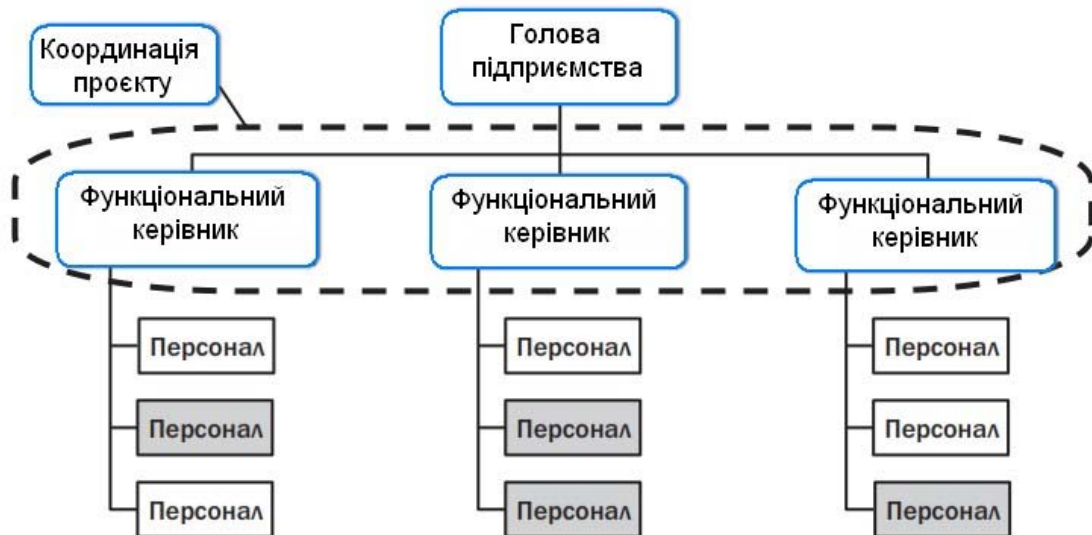 Координація
проєкту
Голова
підприємства
Функціональний
керівник
Функціональний
керівник
Функціональний
керівник
Персонал
Персонал
Персонал
Персонал
Персонал
Персонал
Персонал
Персонал
Персонал